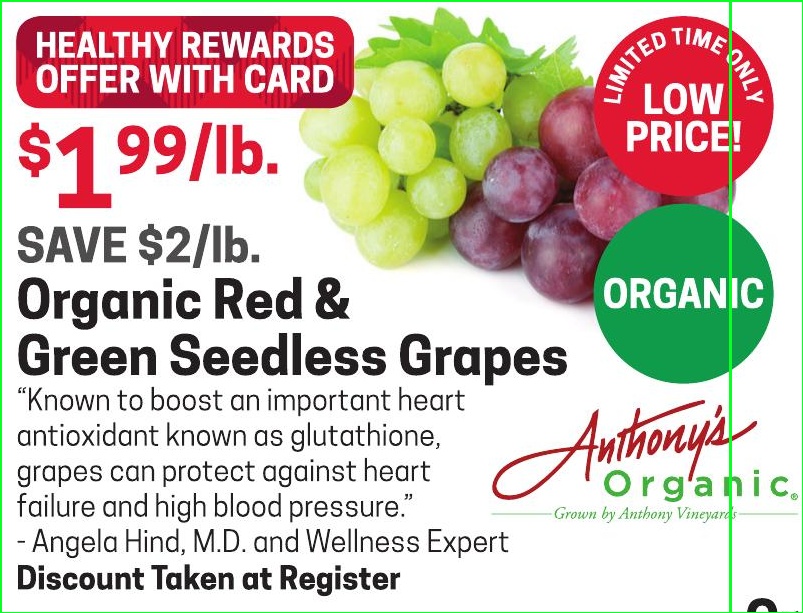 HEALTHY REWARDS
OFFER WITH CARD
$1 99/lb.
SAVE $2/lb.
Organic Red &
Green Seedless Grapes
“Known to boost an important heart
antioxidant known as glutathione,
grapes can protect against heart
failure and high blood pressure.”
- Angela Hind, M.D. and Wellness Expert
Discount Taken at Register
LIMITED TIME ONLY
LOW
PRICE!
ORGANIC
Anthony's
Organic®
Grown by Anthony Vineyards